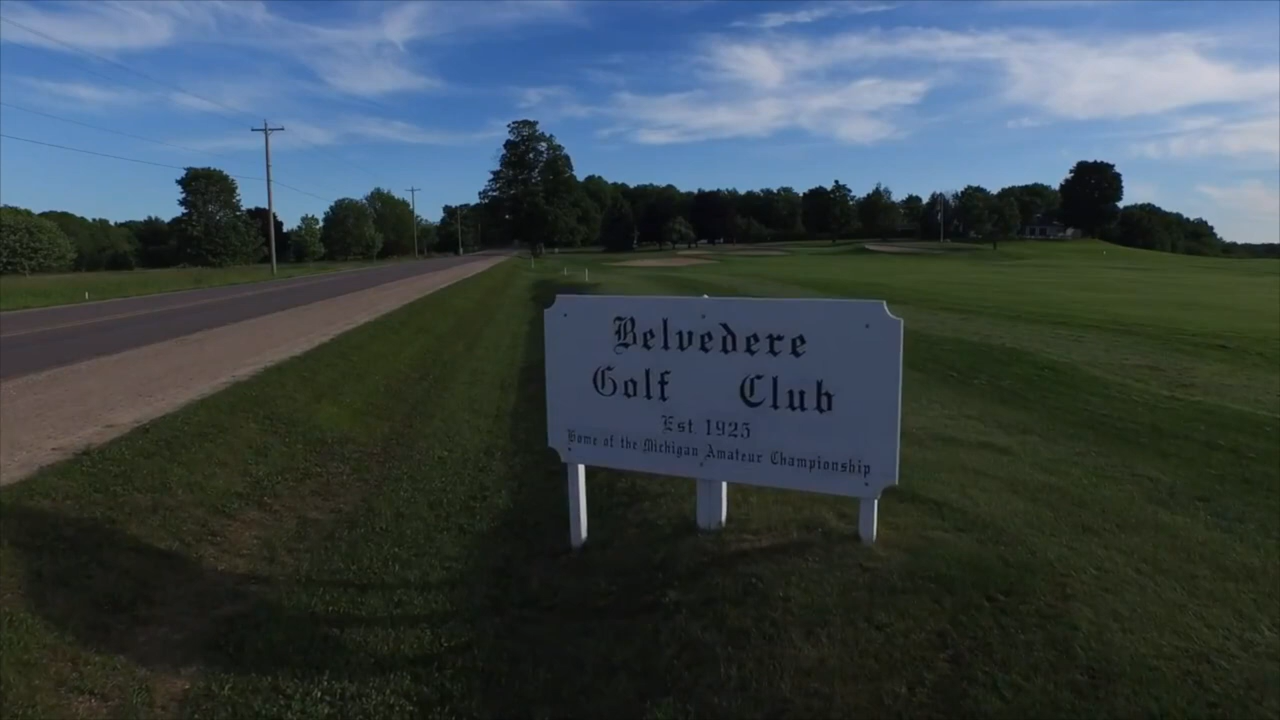 Belvedere
Golf Club
Est 1925
Home of the Michigan Amateur Championship